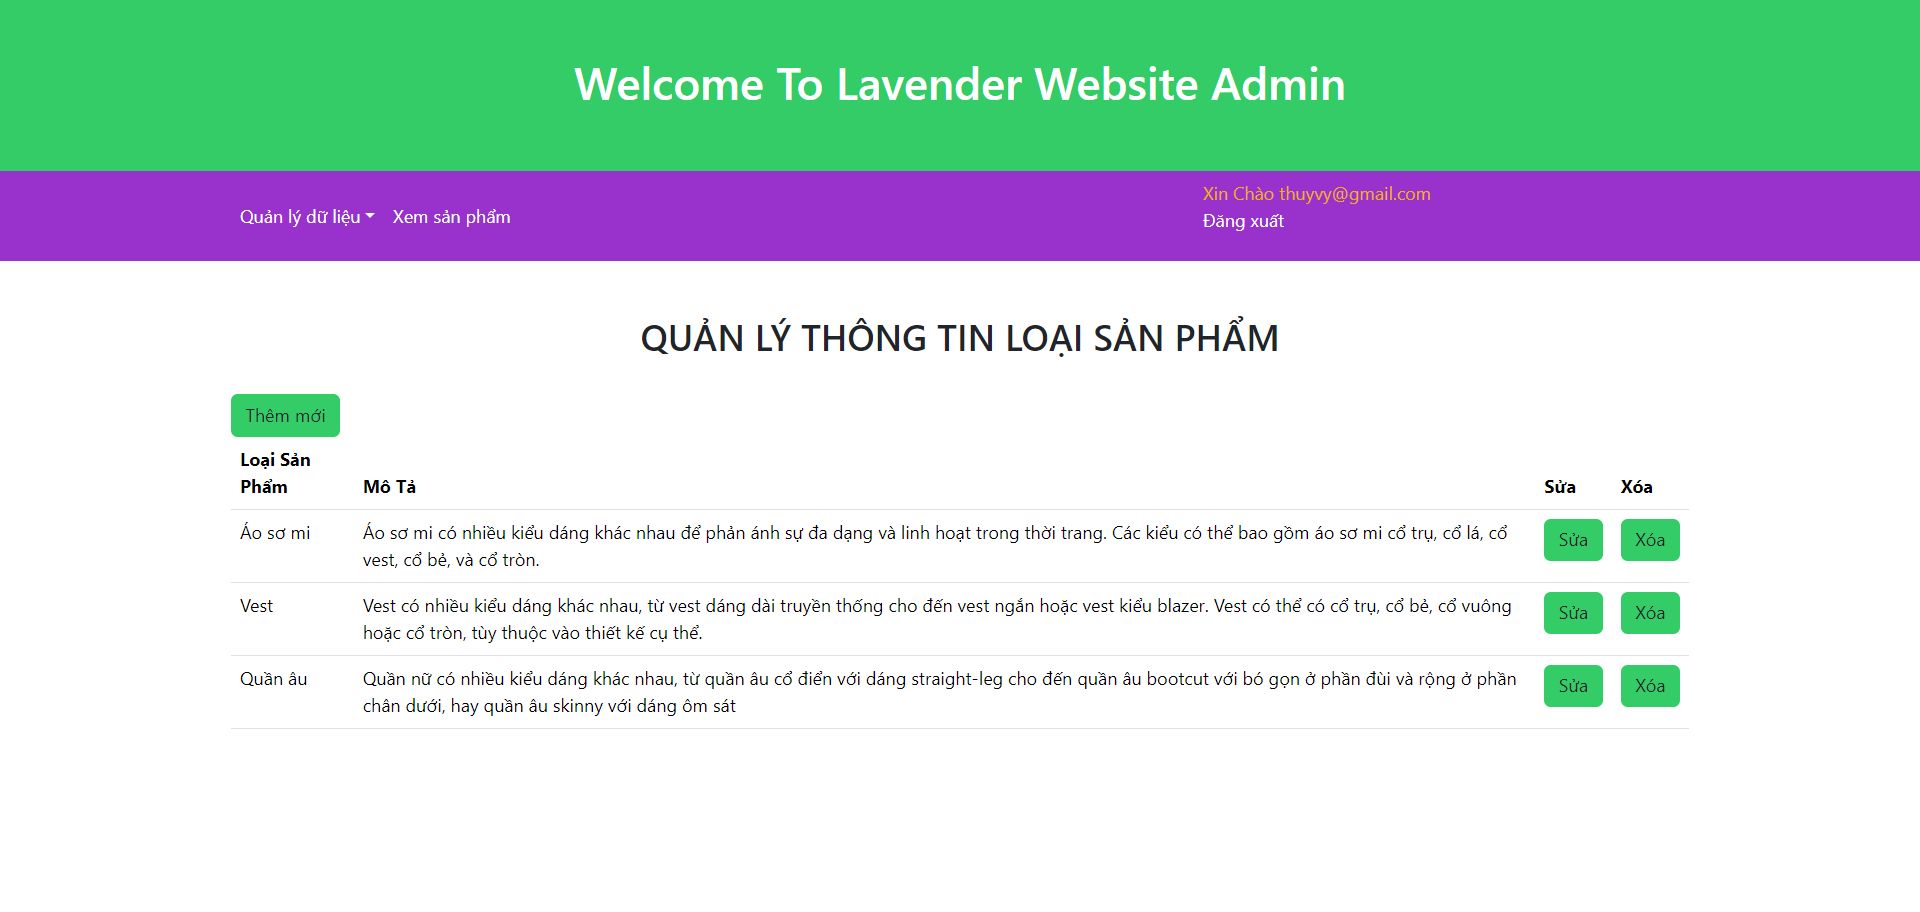 Welcome To Lavender Website Admin
Quản lý dữ liệu Xem sản phẩm
Xin Chào thuyvy@gmail.com
Đăng xuất
QUẢN LÝ THÔNG TIN LOẠI SẢN PHẨM
Thêm mới
Loại Sản
Phẩm Mô Tả Sửa Xóa
Áo sơ mi Áo sơ mi có nhiều kiểu dáng khác nhau để phản ánh sự đa dạng và linh hoạt trong thời trang. Các kiểu có thể bao gồm áo sơ mi cổ trụ, cổ lá, cổ Sửa Xóa
vest, cổ bẻ, và cổ tròn.
Vest Vest có nhiều kiểu dáng khác nhau, từ vest dáng dài truyền thống cho đến vest ngắn hoặc vest kiểu blazer. Vest có thể có cổ trụ, cổ bẻ, cổ vuông Sửa Xóa
hoặc cổ tròn, tùy thuộc vào thiết kế cụ thể.
Quần âu Quần nữ có nhiều kiểu dáng khác nhau, từ quần âu cổ điển với dáng straight-leg cho đến quần âu bootcut với bó gọn ở phần đùi và rộng ở phần Sửa Xóa
chân dưới, hay quần âu skinny với dáng ôm sát